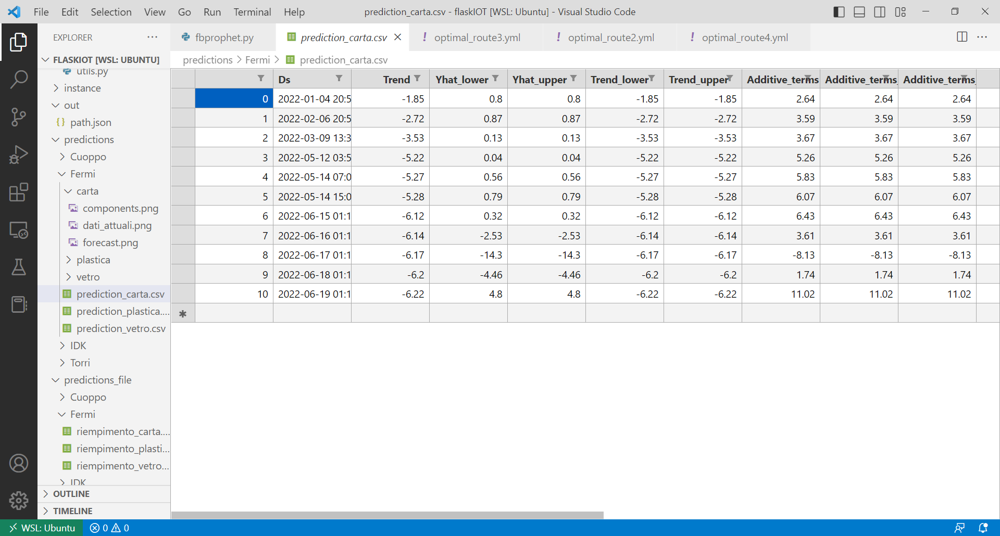 File Edit Selection View Go Run Terminal Help prediction_carta.csv - flaskIOT [WSL: Ubuntu] - Visual Studio Code
EXPLORER
FLASKIOT [WSL: UBUNTU]
utils.py
instance
out
path.json
predictions
Cuoppo
Fermi
carta
components.png
dati_attuali.png
forecast.png
plastica
vetro
prediction_carta.csv
prediction_plastica....
prediction_vetro.csv
IDK
Torri
predictions_file
Cuoppo
Fermi
riempimento_carta....
riempimento_plasti...
riempimento_vetro...
IDK
OUTLINE
TIMELINE
fbprophet.py prediction_carta.csv ! optimal_route3.yml ! optimal_route2.yml ! optimal_route4.yml
predictions > Fermi > prediction_carta.csv
Ds Trend Yhat_lower Yhat_upper Trend_lower Trend_upper Additive_terms Additive_terms_ Additive_terms_
0 2022-01-04 20:5 -1.85 0.8 0.8 -1.85 -1.85 2.64 2.64 2.64
1 2022-02-06 20:5 -2.72 0.87 0.87 -2.72 -2.72 3.59 3.59 3.59
2 2022-03-09 13:3 -3.53 0.13 0.13 -3.53 -3.53 3.67 3.67 3.67
3 2022-05-12 03:5 -5.22 0.04 0.04 -5.22 -5.22 5.26 5.26 5.26
4 2022-05-14 07:0 -5.27 0.56 0.56 -5.27 -5.27 5.83 5.83 5.83
5 2022-05-14 15:0 -5.28 0.79 0.79 -5.28 -5.28 6.07 6.07 6.07
6 2022-06-15 01:1 -6.12 0.32 0.32 -6.12 -6.12 6.43 6.43 6.43
7 2022-06-16 01:1 -6.14 -2.53 -2.53 -6.14 -6.14 3.61 3.61 3.61
8 2022-06-17 01:1 -6.17 -14.3 -14.3 -6.17 -6.17 -8.13 -8.13 -8.13
9 2022-06-18 01:1 -6.2 -4.46 -4.46 -6.2 -6.2 1.74 1.74 1.74
10 2022-06-19 01:1 -6.22 4.8 4.8 -6.22 -6.22 11.02 11.02 11.02
WSL: Ubuntu 0 0